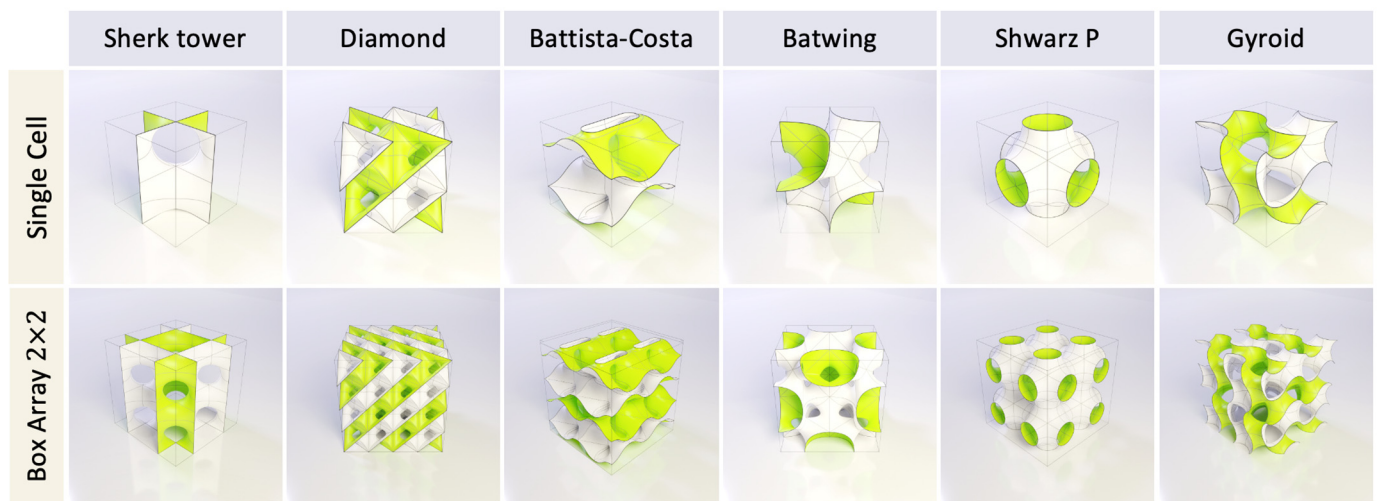 Sherk tower
Diamond
Battista-Costa
Batwing
Shwarz P
Gyroid
Single Cell
Box Array 2×2